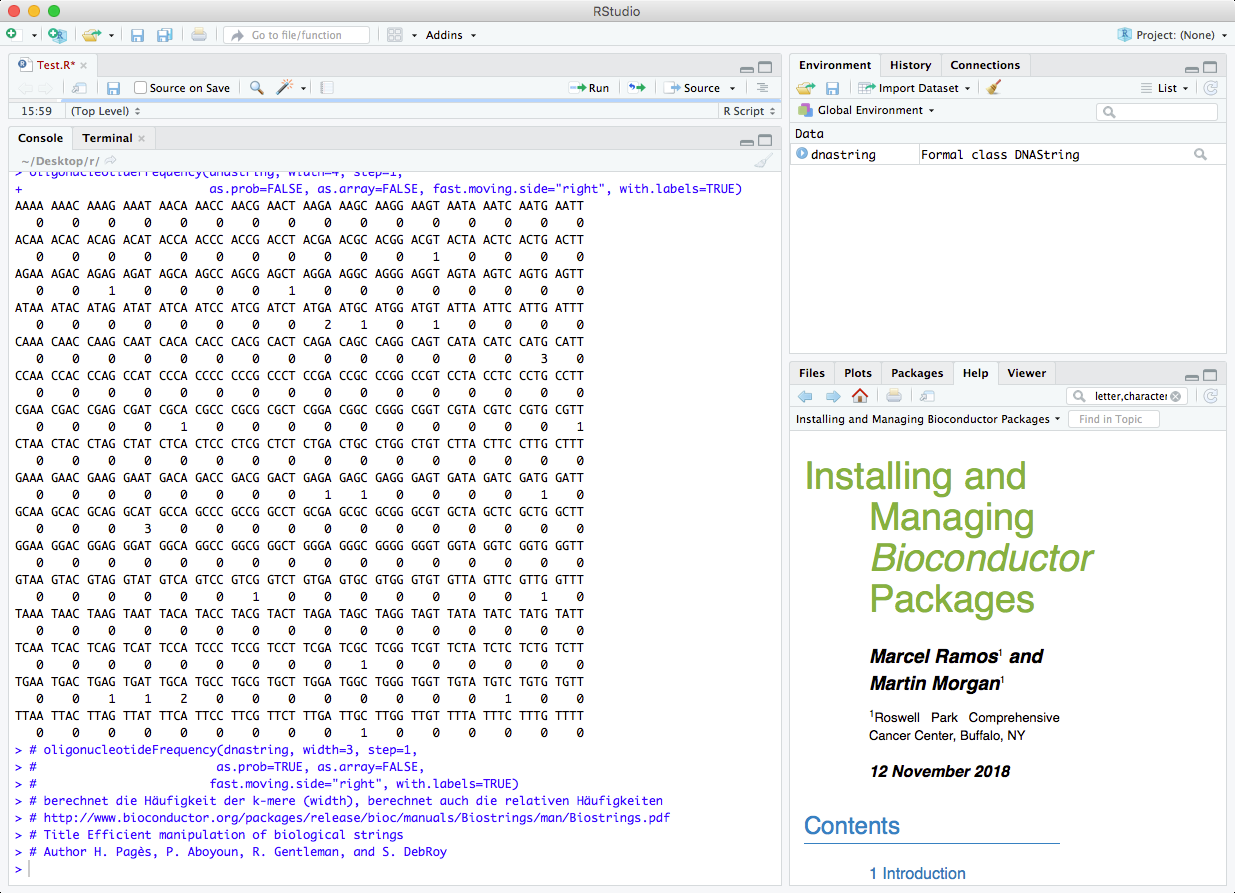 RStudio
Go to file/function
Addins
Project: (None)
Test.R*
Source on Save
Run
Source
15:59 (Top Level) R Script
Console Terminal
~/Desktop/r/
> oligonucleotideFrequency(dnastring, width=4, step=1,
+ as.prob=FALSE, as.array=FALSE, fast.moving.side="right", with.labels=TRUE)
AAAA AAAC AAAG AAAT AACA AACC AACG AACT AAGA AAGC AAGG AAGT AATA AATC AATG AATT
0 0 0 0 0 0 0 0 0 0 0 0 0 0 0 0
ACAA ACAC ACAG ACAT ACCA ACCC ACCG ACCT ACGA ACGC ACGG ACGT ACTA ACTC ACTG ACTT
0 0 0 0 0 0 0 0 0 0 0 1 0 0 0 0
AGAA AGAC AGAG AGAT AGCA AGCC AGCG AGCT AGGA AGGC AGGG AGGT AGTA AGTC AGTG AGTT
0 0 1 0 0 0 0 1 0 0 0 0 0 0 0 0
ATAA ATAC ATAG ATAT ATCA ATCC ATCG ATCT ATGA ATGC ATGG ATGT ATTA ATTC ATTG ATTT
0 0 0 0 0 0 0 0 2 1 0 1 0 0 0 0
CAAA CAAC CAAG CAAT CACA CACC CACG CACT CAGA CAGC CAGG CAGT CATA CATC CATG CATT
0 0 0 0 0 0 0 0 0 0 0 0 0 0 3 0
CCAA CCAC CCAG CCAT CCCA CCCC CCCG CCCT CCGA CCGC CCGG CCGT CCTA CCTC CCTG CCTT
0 0 0 0 0 0 0 0 0 0 0 0 0 0 0 0
CGAA CGAC CGAG CGAT CGCA CGCC CGCG CGCT CGGA CGGC CGGG CGGT CGTA CGTC CGTG CGTT
0 0 0 0 1 0 0 0 0 0 0 0 0 0 0 1
CTAA CTAC CTAG CTAT CTCA CTCC CTCG CTCT CTGA CTGC CTGG CTGT CTTA CTTC CTTG CTTT
0 0 0 0 0 0 0 0 0 0 0 0 0 0 0 0
GAAA GAAC GAAG GAAT GACA GACC GACG GACT GAGA GAGC GAGG GAGT GATA GATC GATG GATT
0 0 0 0 0 0 0 0 1 1 0 0 0 0 1 0
GCAA GCAC GCAG GCAT GCCA GCCC GCCG GCCT GCGA GCGC GCGG GCGT GCTA GCTC GCTG GCTT
0 0 0 3 0 0 0 0 0 0 0 0 0 0 0 0
GGAA GGAC GGAG GGAT GGCA GGCC GGCG GGCT GGGA GGGC GGGG GGGT GGTA GGTC GGTG GGTT
0 0 0 0 0 0 0 0 0 0 0 0 0 0 0 0
GTAA GTAC GTAG GTAT GTCA GTCC GTCG GTCT GTGA GTGC GTGG GTGT GTTA GTTC GTTG GTTT
0 0 0 0 0 0 1 0 0 0 0 0 0 0 1 0
TAAA TAAC TAAG TAAT TACA TACC TACG TACT TAGA TAGC TAGG TAGT TATA TATC TATG TATT
0 0 0 0 0 0 0 0 0 0 0 0 0 0 0 0
TCAA TCAC TCAG TCAT TCCA TCCC TCCG TCCT TCGA TCGC TCGG TCGT TCTA TCTC TCTG TCTT
0 0 0 0 0 0 0 0 0 1 0 0 0 0 0 0
TGAA TGAC TGAG TGAT TGCA TGCC TGCG TGCT TGGA TGGC TGGG TGGT TGTA TGTC TGTG TGTT
0 0 1 1 2 0 0 0 0 0 0 0 0 1 0 0
TTAA TTAC TTAG TTAT TTCA TTCC TTCG TTCT TTGA TTGC TTGG TTGT TTTA TTTC TTTG TTTT
0 0 0 0 0 0 0 0 0 1 0 0 0 0 0 0
> # oligonucleotideFrequency(dnastring, width=3, step=1,
> # as.prob=TRUE, as.array=FALSE,
> # fast.moving.side="right", with.labels=TRUE)
> # berechnet die Häufigkeit der k-mere (width), berechnet auch die relativen Häufigkeiten
> # http://www.bioconductor.org/packages/release/bioc/manuals/Biostrings/man/Biostrings.pdf
> # Title Efficient manipulation of biological strings
> # Author H. Pagès, P. Aboyoun, R. Gentleman, and S. DebRoy
>
Environment History Connections
Import Dataset
List
Global Environment
Data
dnastring Formal class DNAString
Files Plots Packages Help Viewer
letter,character
Installing and Managing Bioconductor Packages
Find in Topic
Installing and
Managing
Bioconductor
Packages
Marcel Ramos1 and
Martin Morgan1
1Roswell Park Comprehensive
Cancer Center, Buffalo, NY
12 November 2018
Contents
1 Introduction